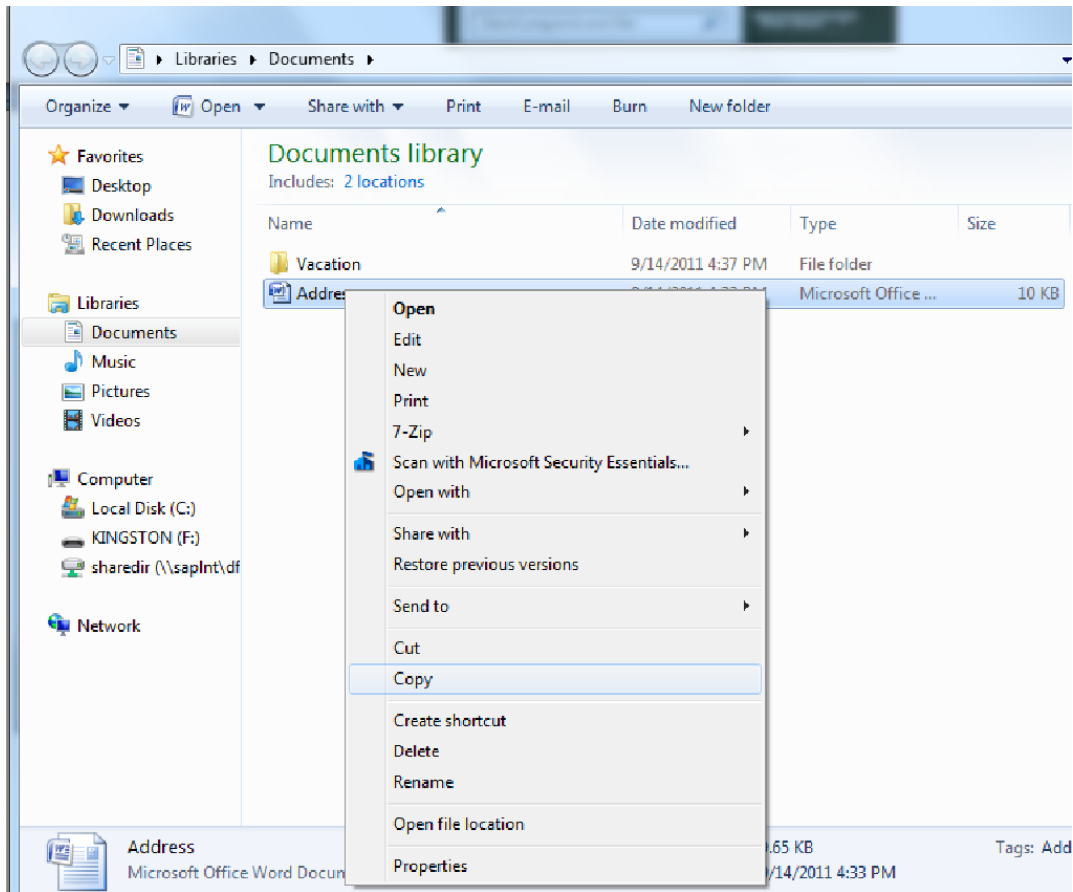 Libraries Documents
Organize Open Share with Print E-mail Burn New folder
Favorites
Desktop
Downloads
Recent Places
Libraries
Documents
Music
Pictures
Videos
Computer
Local Disk (C:)
KINGSTON (F:)
sharedir (\\sapInt\df
Network
Documents library
Includes: 2 locations
Name Date modified Type Size
Vacation 9/14/2011 4:37 PM File folder
Addre Microsoft Office ... 10 KB
Open
Edit
New
Print
7-Zip
Scan with Microsoft Security Essentials...
Open with
Share with
Restore previous versions
Send to
Cut
Copy
Create shortcut
Delete
Rename
Open file location
Properties
Address .65 KB Tags: Add
Microsoft Office Word Docun /14/2011 4:33 PM